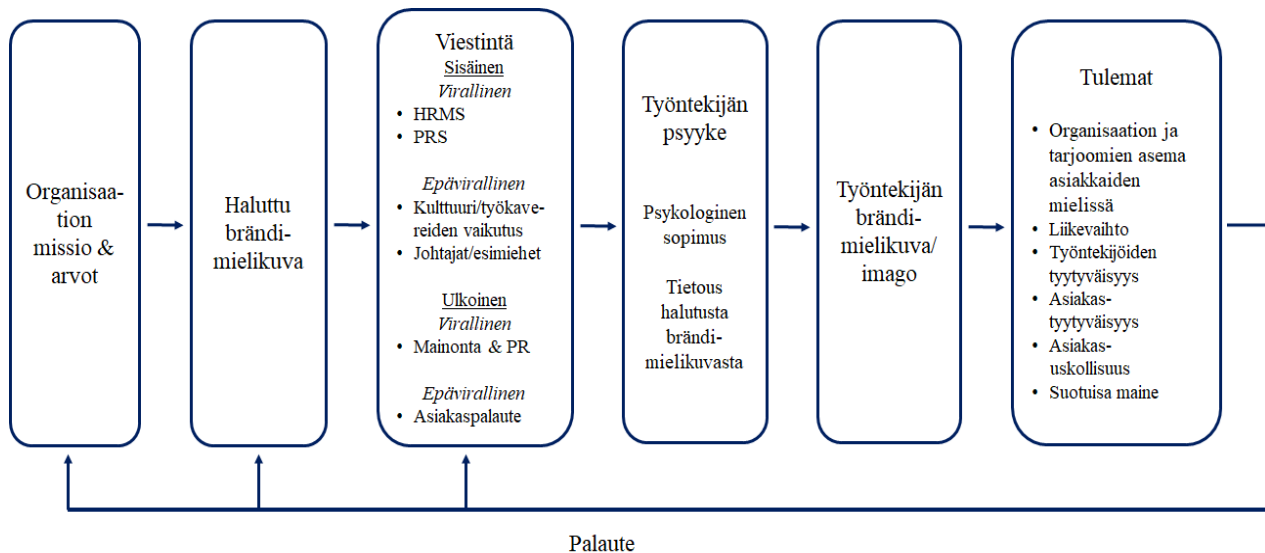 Organisaa-
tion
missio &
arvot
Haluttu
brändi-
mielikuva
Viestintä
Sisäinen
Virallinen
• HRMS
• PRS
Epävirallinen
• Kulttuuri/työkave-
reiden vaikutus
• Johtajat/esimiehet
Ulkoinen
Virallinen
• Mainonta & PR
Epävirallinen
• Asiakaspalaute
Työntekijän
psyyke
Psykologinen
sopimus
Tietous
halutusta
brändi-
mielikuvasta
Työntekijän
brändi-
mielikuva/
imago
Tulemat
• Organisaation ja
tarjoomien asema
asiakkaiden
mielissä
• Liikevaihto
• Työntekijöiden
tyytyväisyys
• Asiakas-
tyytyväisyys
• Asiakas-
uskollisuus
• Suotuisa maine
Palaute